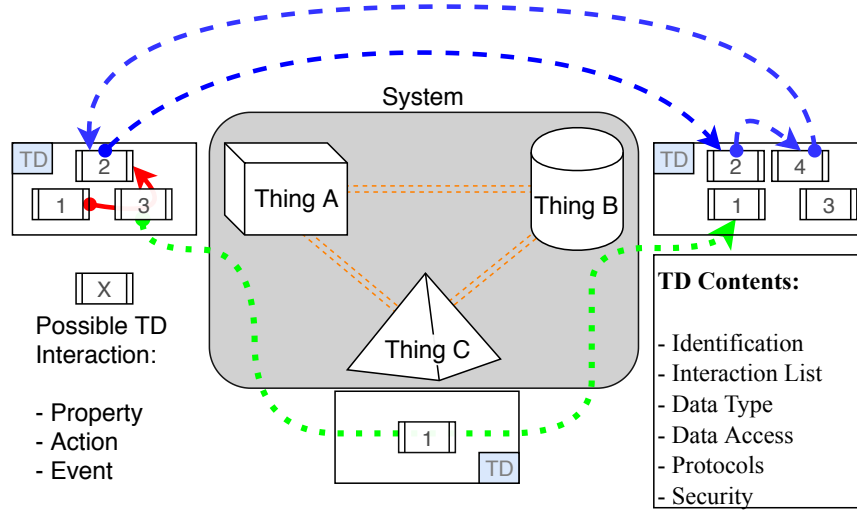 System
TD
2
1
3
Thing A
Thing B
Thing C
TD
2
4
1
3
X
Possible TD
Interaction:
- Property
- Action
- Event
1
TD
TD Contents:
- Identification
- Interaction List
- Data Type
- Data Access
- Protocols
- Security